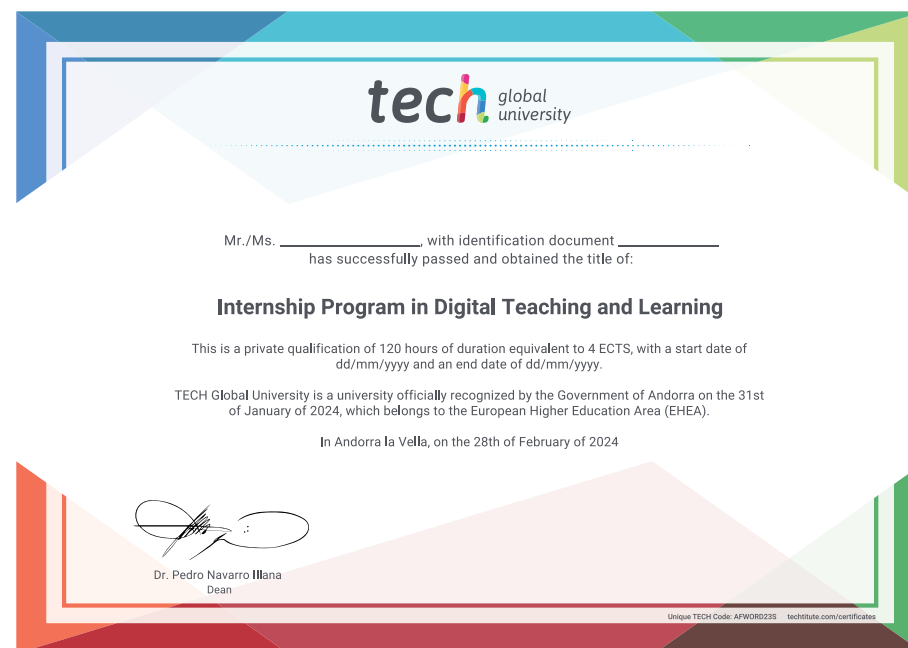 tech global
university
Mr./Ms. ____________________, with identification document ______________
has successfully passed and obtained the title of:
Internship Program in Digital Teaching and Learning
This is a private qualification of 120 hours of duration equivalent to 4 ECTS, with a start date of
dd/mm/yyyy and an end date of dd/mm/yyyy.
TECH Global University is a university officially recognized by the Government of Andorra on the 31st
of January of 2024, which belongs to the European Higher Education Area (EHEA).
In Andorra la Vella, on the 28th of February of 2024
Dr. Pedro Navarro Illana
Dean
Unique TECH Code: AFWORD23S techtitute.com/certificates